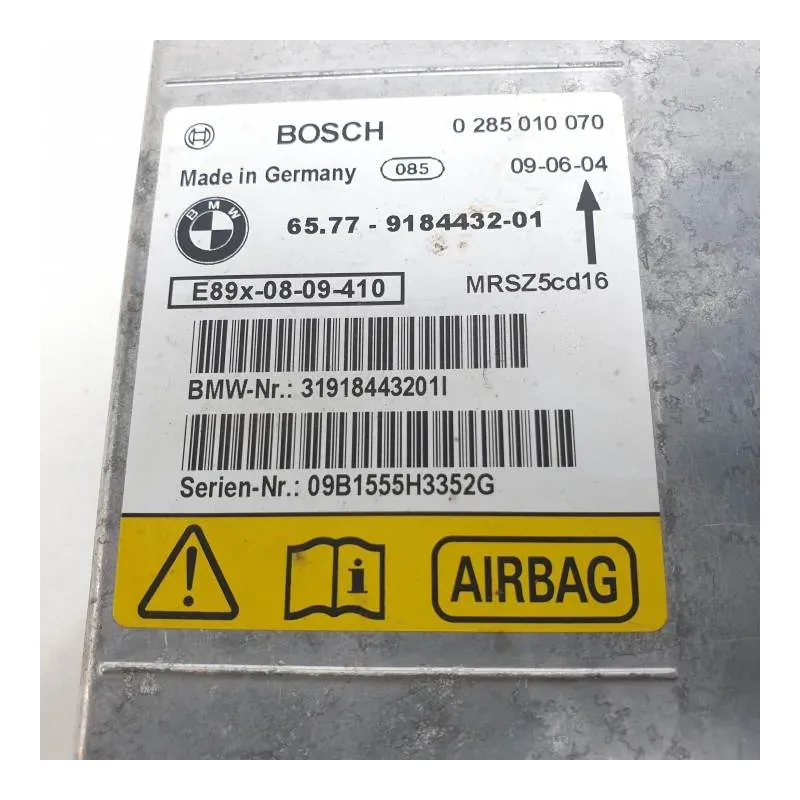 BOSCH 0 285 010 070
Made in Germany 085 09-06-04
BMW 65.77 - 9184432-01
E89x-08-09-410 MRSZ5cd16
BMW-Nr.: 31918443201I
Serien-Nr.: 09B1555H3352G
! i AIRBAG